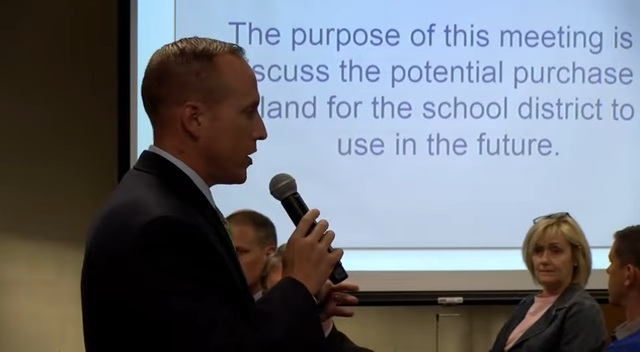 The purpose of this meeting is
scuss the potential purchase
land for the school district to
use in the future.